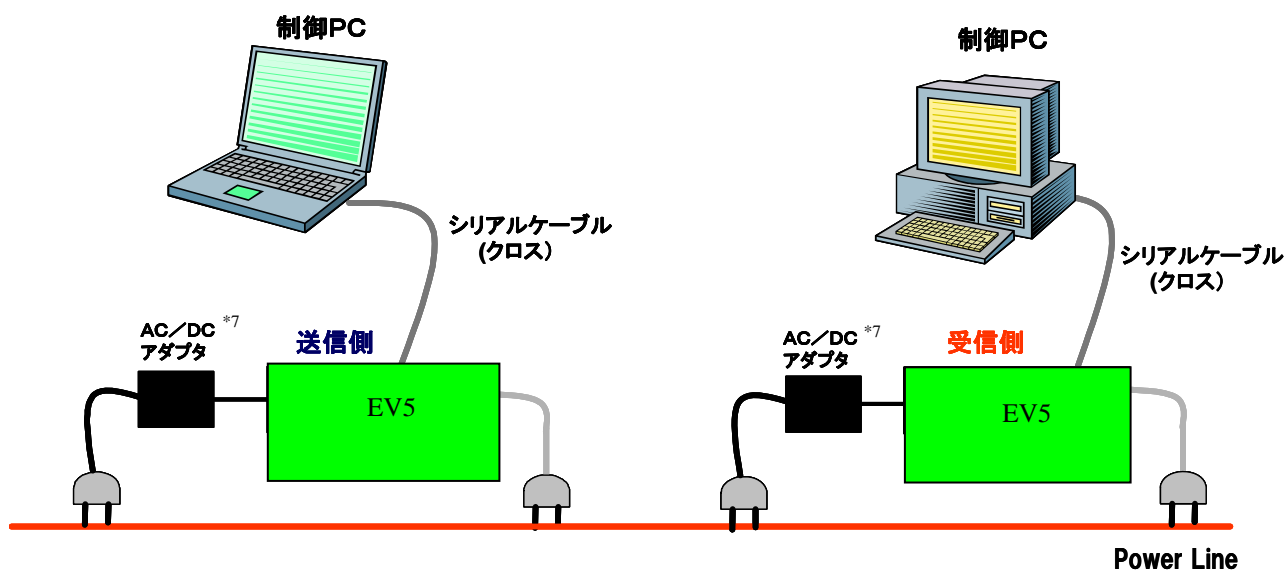 制御PC
制御PC
シリアルケーブル
(クロス)
シリアルケーブル
(クロス)
AC/DC *7
アダプタ
送信側
AC/DC *7
アダプタ
受信側
EV5
EV5
Power Line